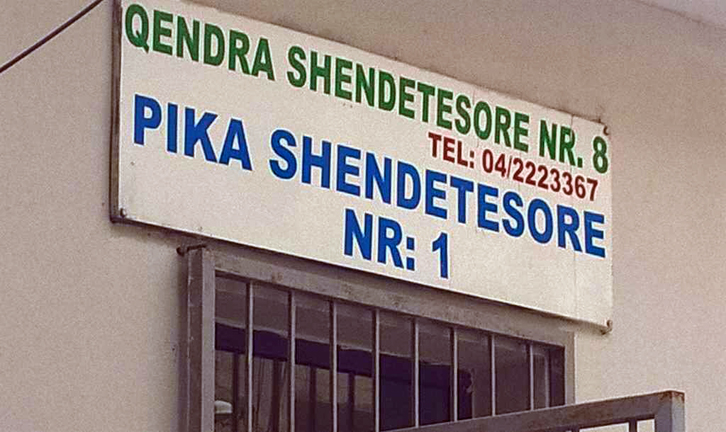 QENDRA SHENDETESORE NR. 8
TEL: 04/2223367
PIKA SHENDETESORE
NR: 1